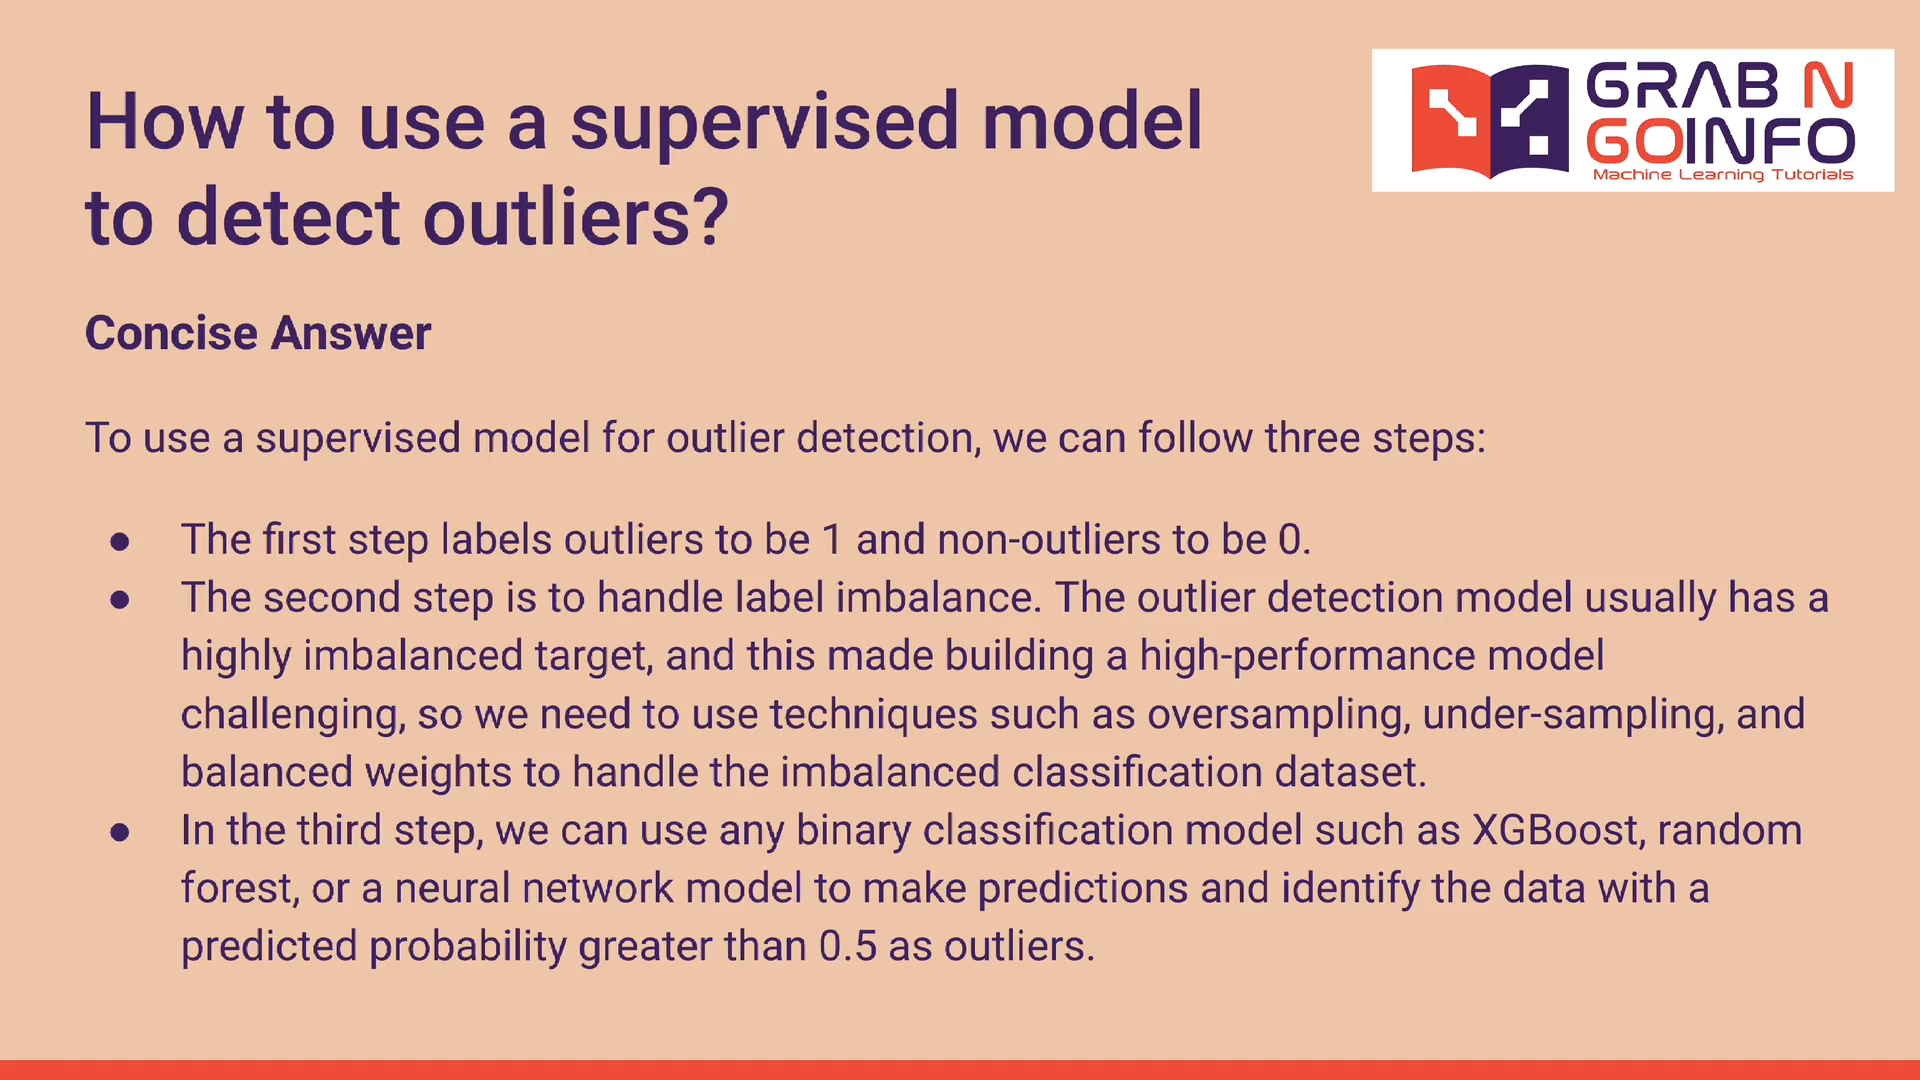 How to use a supervised model
to detect outliers?
GRAB N
GOINFO
Machine Learning Tutorials
Concise Answer
To use a supervised model for outlier detection, we can follow three steps:
● The first step labels outliers to be 1 and non-outliers to be 0.
● The second step is to handle label imbalance. The outlier detection model usually has a
highly imbalanced target, and this made building a high-performance model
challenging, so we need to use techniques such as oversampling, under-sampling, and
balanced weights to handle the imbalanced classification dataset.
● In the third step, we can use any binary classification model such as XGBoost, random
forest, or a neural network model to make predictions and identify the data with a
predicted probability greater than 0.5 as outliers.